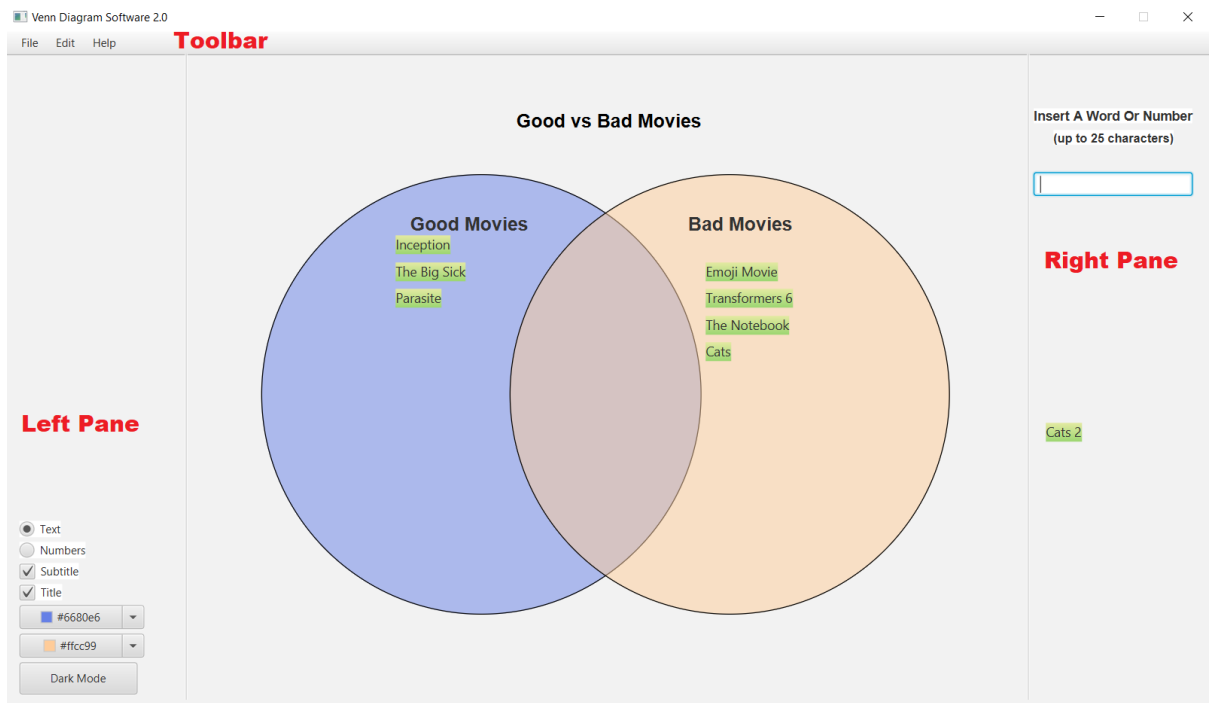 Venn Diagram Software 2.0
File Edit Help
Toolbar
Good vs Bad Movies
Insert A Word Or Number
(up to 25 characters)
Good Movies
Bad Movies
Inception
The Big Sick
Parasite
Emoji Movie
Transformers 6
The Notebook
Cats
Right Pane
Left Pane
Cats 2
Text
Numbers
Subtitle
Title
#6680e6
#ffcc99
Dark Mode